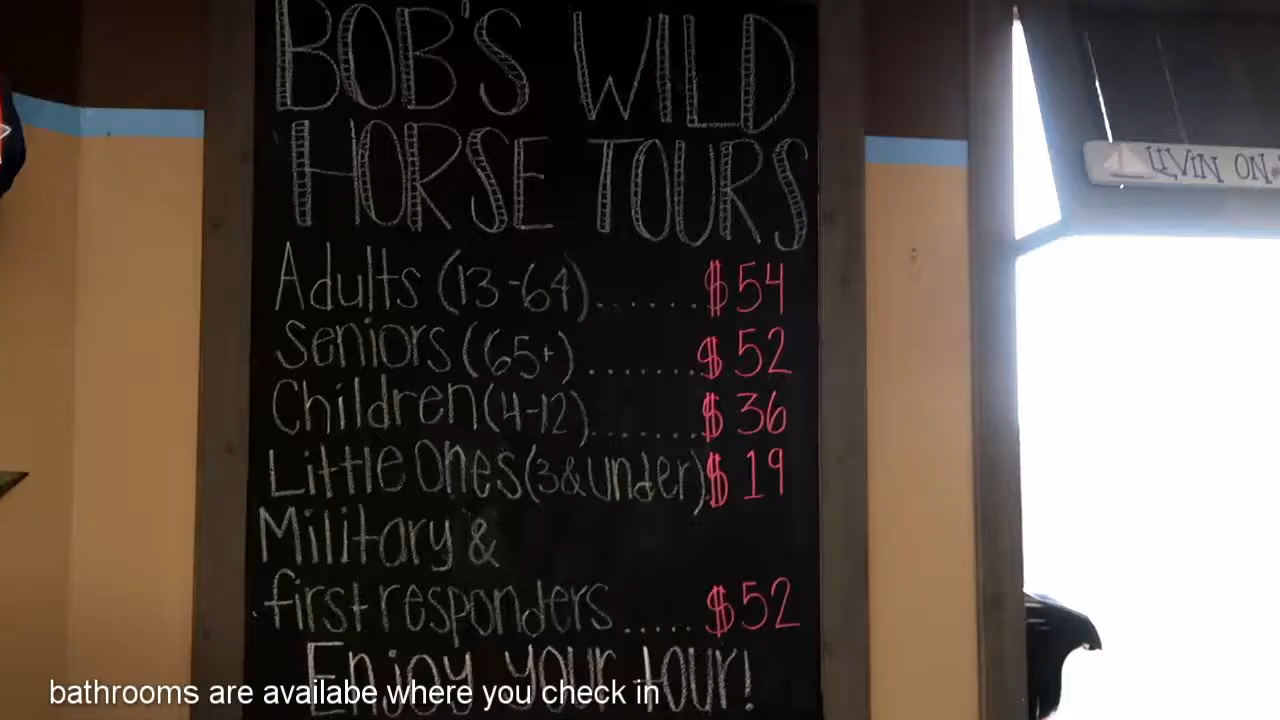 BOB'S WILD
HORSE TOURS
Adults (13-64)......$54
Seniors (65+).......$52
Children (4-12).......$36
Little Ones (3 & under) $19
Military &
first responders.....$52
Enjoy your tour!
bathrooms are availabe where you check in
LIVIN ON